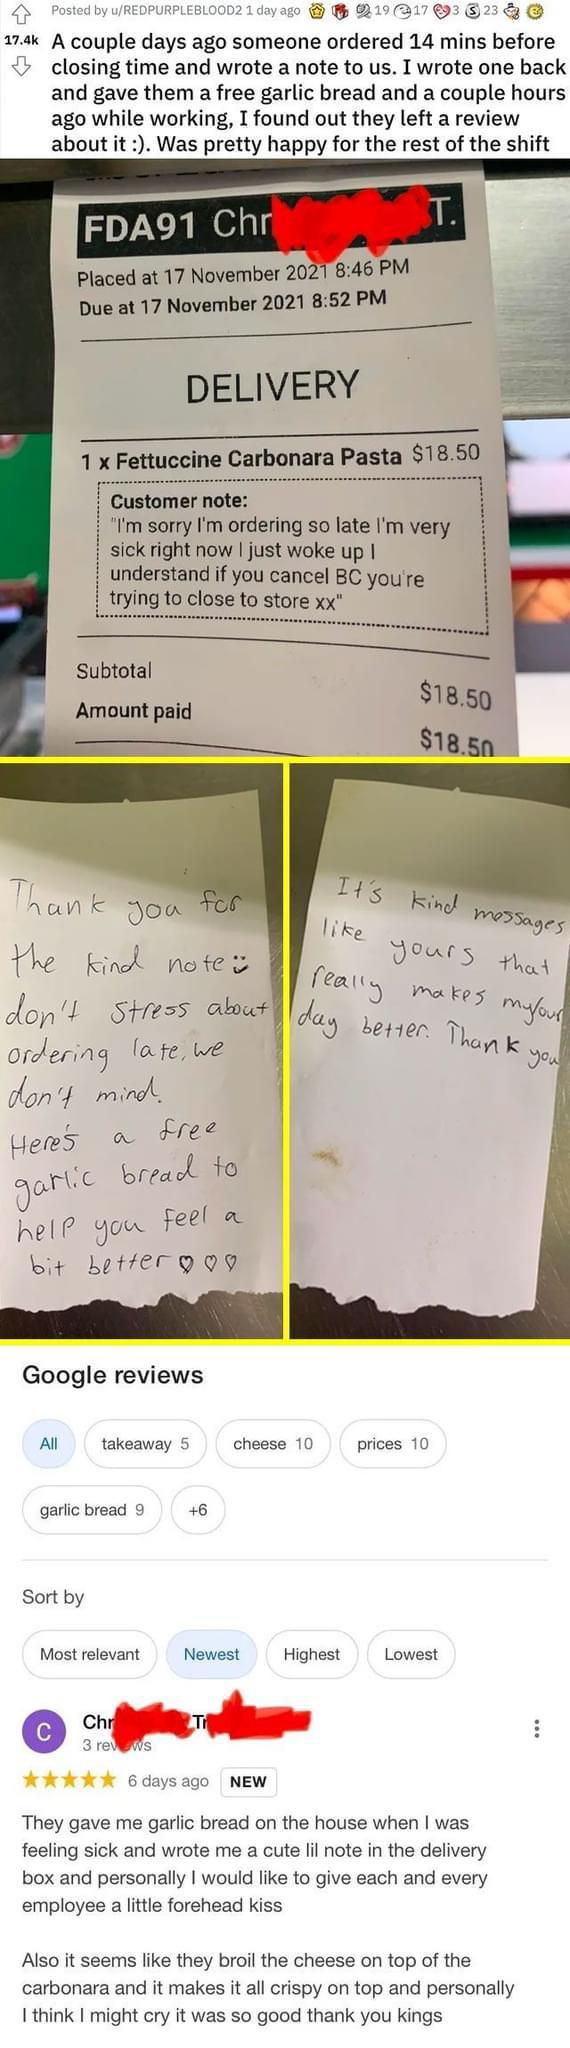 Posted by u/REDPURPLEBLOOD2 1 day ago 19 17 3 S 23
17.4k
A couple days ago someone ordered 14 mins before
closing time and wrote a note to us. I wrote one back
and gave them a free garlic bread and a couple hours
ago while working, I found out they left a review
about it :). Was pretty happy for the rest of the shift
FDA91 Chr T.
Placed at 17 November 2021 8:46 PM
Due at 17 November 2021 8:52 PM
DELIVERY
1 x Fettuccine Carbonara Pasta $18.50
Customer note:
"I'm sorry I'm ordering so late I'm very
sick right now I just woke up I
understand if you cancel BC you're
trying to close to store xx"
Subtotal $18.50
Amount paid $18.50
Thank you for
the kind note
don't stress about
ordering late, we
don't mind.
Here's a free
garlic bread to
help you feel a
bit better ♡♡♡
It's kind messages
like yours that
really makes my/our
day better. Thank you
Google reviews
All
takeaway 5
cheese 10
prices 10
garlic bread 9
+6
Sort by
Most relevant
Newest
Highest
Lowest
C
Chr Tr
3 reviews
★★★★★ 6 days ago NEW
They gave me garlic bread on the house when I was
feeling sick and wrote me a cute lil note in the delivery
box and personally I would like to give each and every
employee a little forehead kiss
Also it seems like they broil the cheese on top of the
carbonara and it makes it all crispy on top and personally
I think I might cry it was so good thank you kings